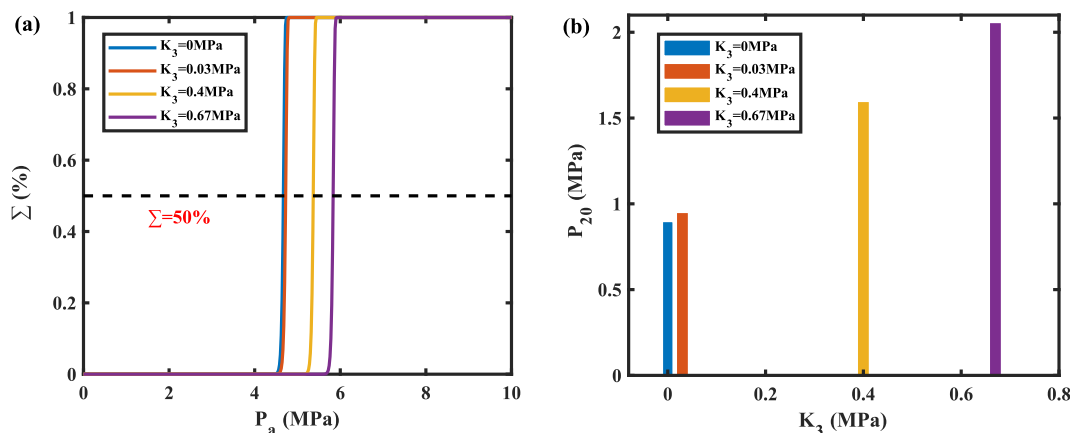 (a)
1
0.8
0.6
0.4
0.2
0
∑ (%)
K3=0MPa
K3=0.03MPa
K3=0.4MPa
K3=0.67MPa
∑=50%
0 2 4 6 8 10
Pa (MPa)
(b)
2
1.5
1
0.5
0
P20 (MPa)
K3=0MPa
K3=0.03MPa
K3=0.4MPa
K3=0.67MPa
0 0.2 0.4 0.6 0.8
K3 (MPa)